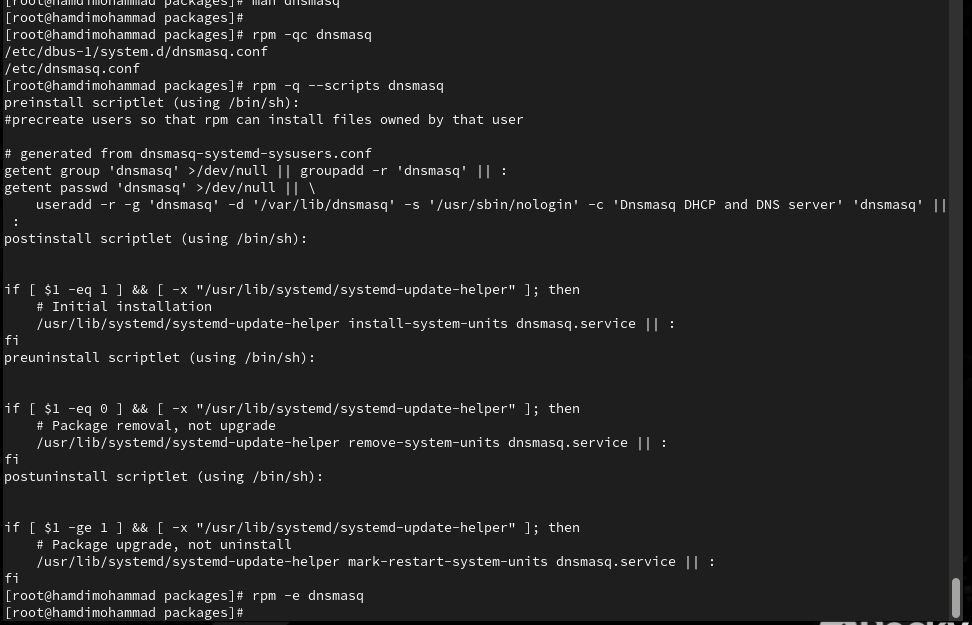 [root@hamdimohammad packages]# man dnsmasq
[root@hamdimohammad packages]#
[root@hamdimohammad packages]# rpm -qc dnsmasq
/etc/dbus-1/system.d/dnsmasq.conf
/etc/dnsmasq.conf
[root@hamdimohammad packages]# rpm -q --scripts dnsmasq
preinstall scriptlet (using /bin/sh):
#precreate users so that rpm can install files owned by that user

# generated from dnsmasq-systemd-sysusers.conf
getent group 'dnsmasq' >/dev/null || groupadd -r 'dnsmasq' || :
getent passwd 'dnsmasq' >/dev/null || \
    useradd -r -g 'dnsmasq' -d '/var/lib/dnsmasq' -s '/usr/sbin/nologin' -c 'Dnsmasq DHCP and DNS server' 'dnsmasq' ||
 :
postinstall scriptlet (using /bin/sh):


if [ $1 -eq 1 ] && [ -x "/usr/lib/systemd/systemd-update-helper" ]; then
    # Initial installation
    /usr/lib/systemd/systemd-update-helper install-system-units dnsmasq.service || :
fi
preuninstall scriptlet (using /bin/sh):


if [ $1 -eq 0 ] && [ -x "/usr/lib/systemd/systemd-update-helper" ]; then
    # Package removal, not upgrade
    /usr/lib/systemd/systemd-update-helper remove-system-units dnsmasq.service || :
fi
postuninstall scriptlet (using /bin/sh):


if [ $1 -ge 1 ] && [ -x "/usr/lib/systemd/systemd-update-helper" ]; then
    # Package upgrade, not uninstall
    /usr/lib/systemd/systemd-update-helper mark-restart-system-units dnsmasq.service || :
fi
[root@hamdimohammad packages]# rpm -e dnsmasq
[root@hamdimohammad packages]#